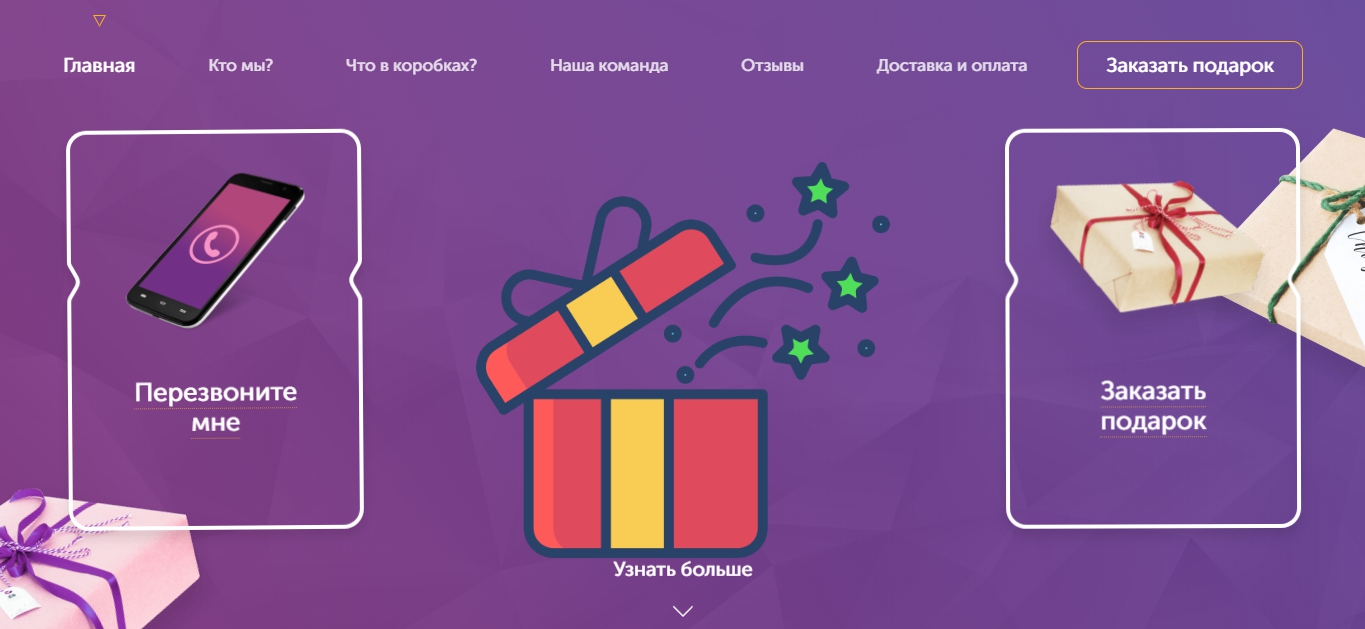 Главная
Кто мы?
Что в коробках?
Наша команда
Отзывы
Доставка и оплата
Заказать подарок
Перезвоните
мне
Заказать
подарок
Узнать больше